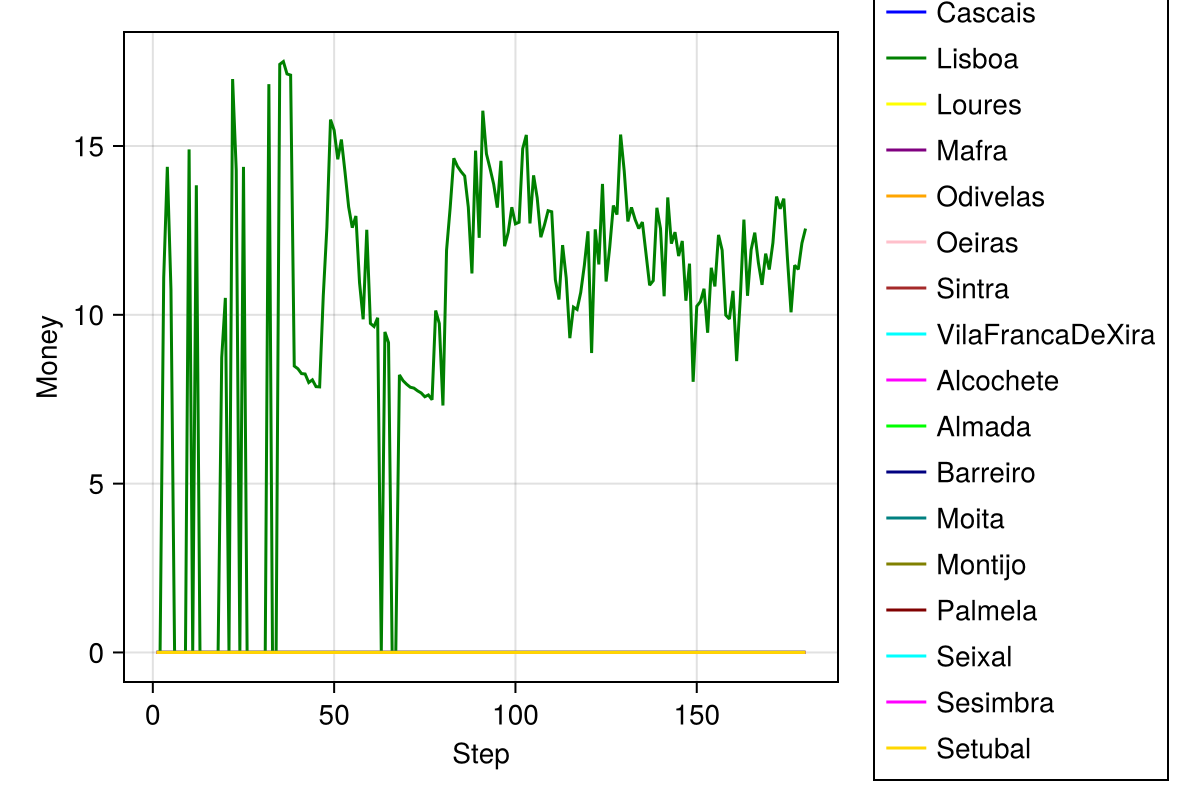 Money
15
10
5
0
0
50
100
150
Step
Cascais
Lisboa
Loures
Mafra
Odivelas
Oeiras
Sintra
VilaFrancaDeXira
Alcochete
Almada
Barreiro
Moita
Montijo
Palmela
Seixal
Sesimbra
Setubal